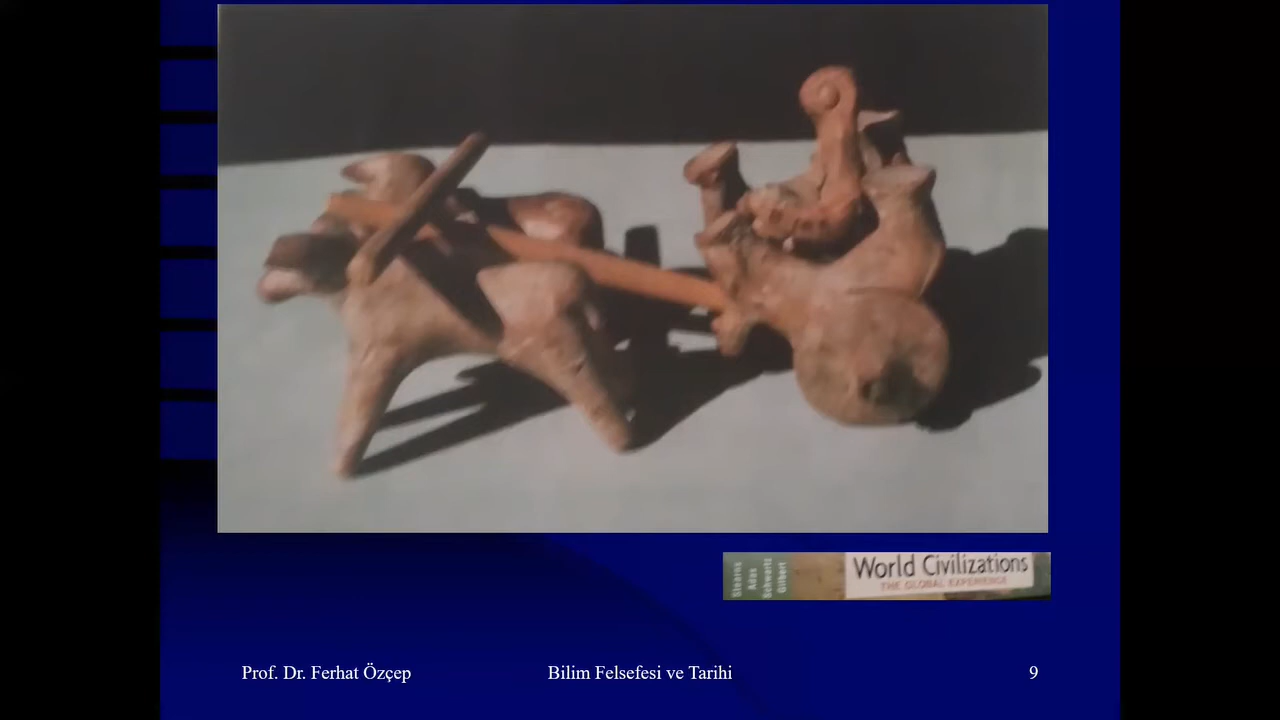 Stearns
Adas
Schwartz
Gilbert
World Civilizations
THE GLOBAL EXPERIENCE
Prof. Dr. Ferhat Özçep
Bilim Felsefesi ve Tarihi
9